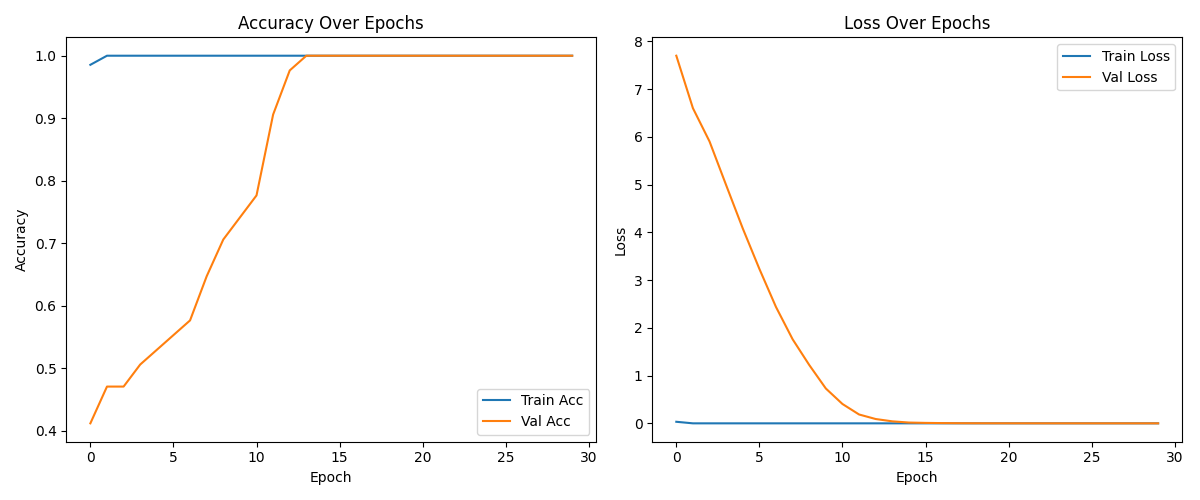 Accuracy Over Epochs
1.0
0.9
0.8
0.7
0.6
0.5
0.4
Accuracy
Train Acc
Val Acc
0 5 10 15 20 25 30
Epoch
Loss Over Epochs
8
7
6
5
4
3
2
1
0
Loss
Train Loss
Val Loss
0 5 10 15 20 25 30
Epoch